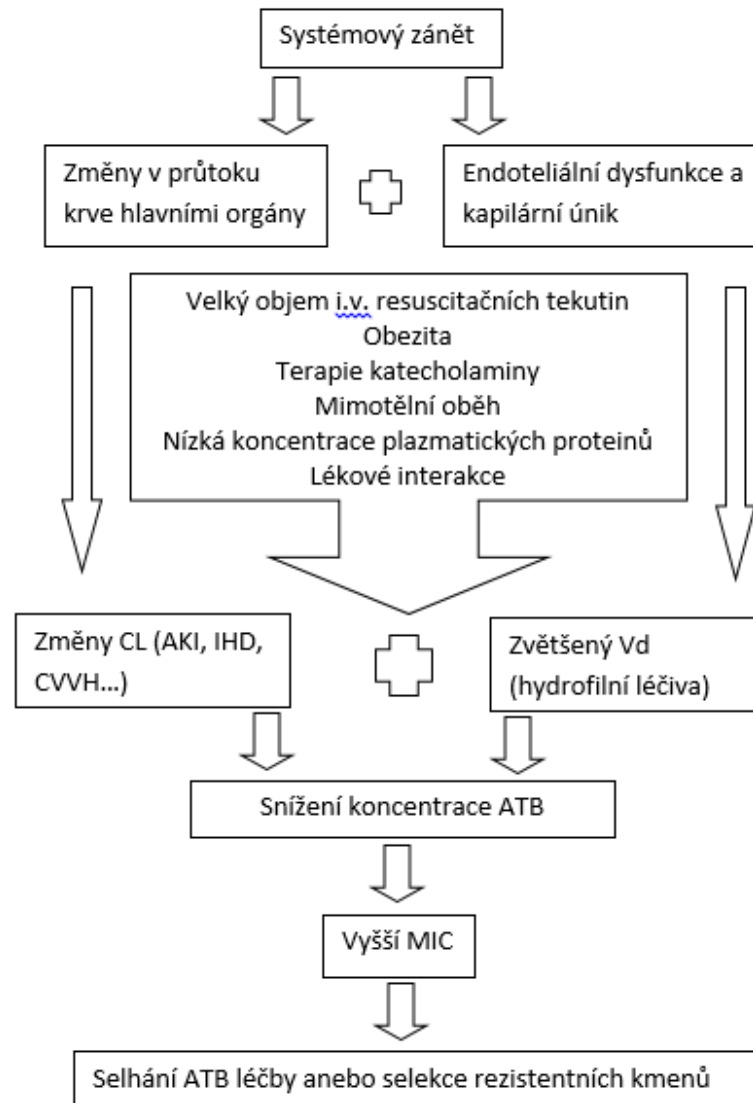 Systémový zánět
Změny v průtoku
krve hlavními orgány
Endoteliální dysfunkce a
kapilární únik
Velký objem i.v. resuscitačních tekutin
Obezita
Terapie katecholaminy
Mimotělní oběh
Nízká koncentrace plazmatických proteinů
Lékové interakce
Změny CL (AKI, IHD,
CVVH...)
Zvětšený Vd
(hydrofilní léčiva)
Snížení koncentrace ATB
Vyšší MIC
Selhání ATB léčby anebo selekce rezistentních kmenů